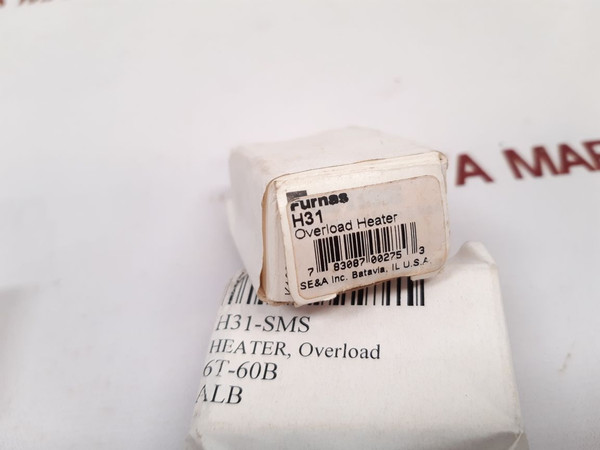 A MAR
Furnas
H31
Overload Heater
7 83087 00275 3
SE&A Inc. Batavia, IL U.S.A.
H31-SMS
HEATER, Overload
6T-60B
ALB